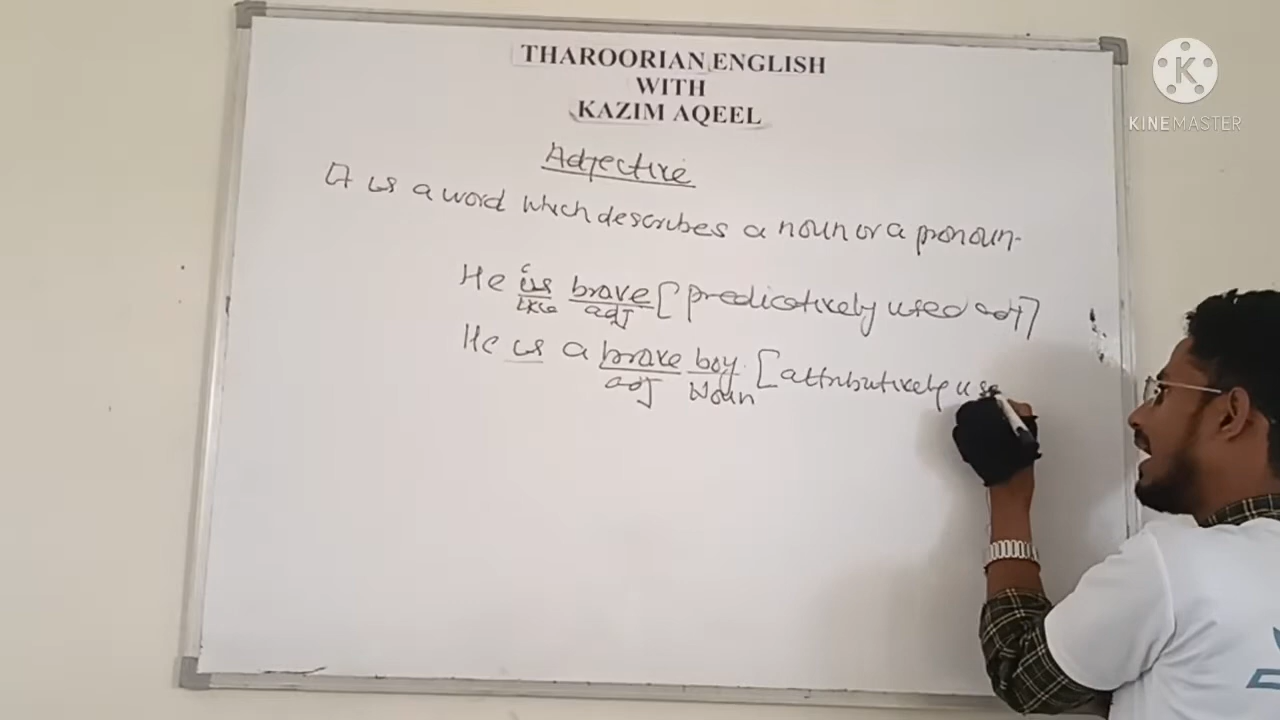 THAROORIAN ENGLISH
WITH
KAZIM AQEEL
KINEMASTER
Adjective
It is a word which describes a noun or a pronoun.
He is brave [predicatively used adj]
adj
He is a brave boy. [attributively use
adj Noun